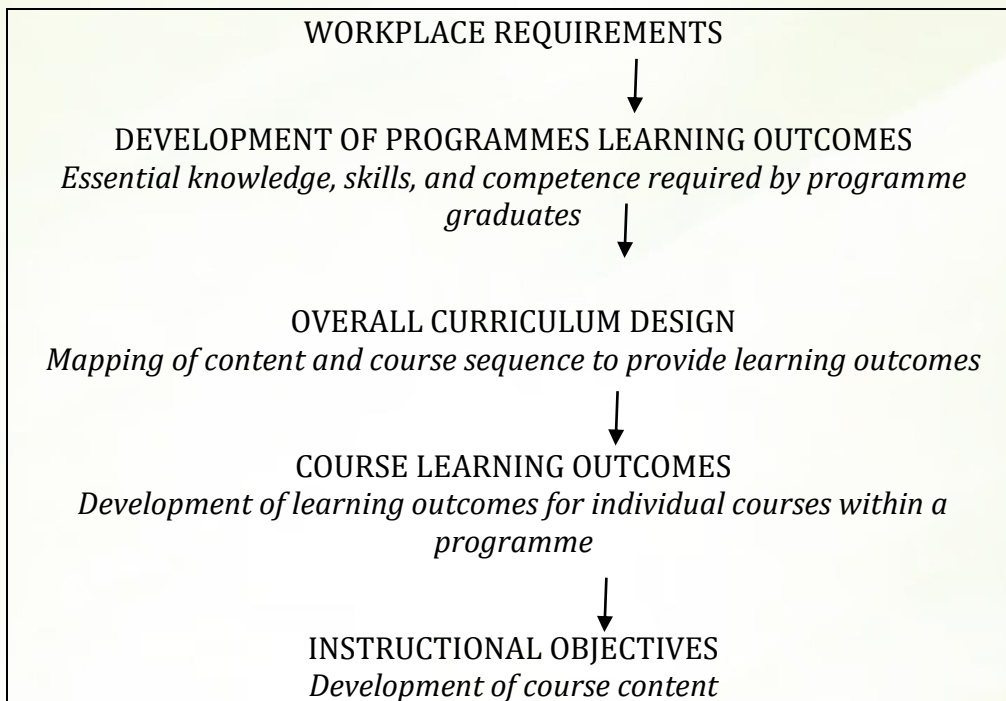 WORKPLACE REQUIREMENTS
DEVELOPMENT OF PROGRAMMES LEARNING OUTCOMES
Essential knowledge, skills, and competence required by programme
graduates
OVERALL CURRICULUM DESIGN
Mapping of content and course sequence to provide learning outcomes
COURSE LEARNING OUTCOMES
Development of learning outcomes for individual courses within a
programme
INSTRUCTIONAL OBJECTIVES
Development of course content